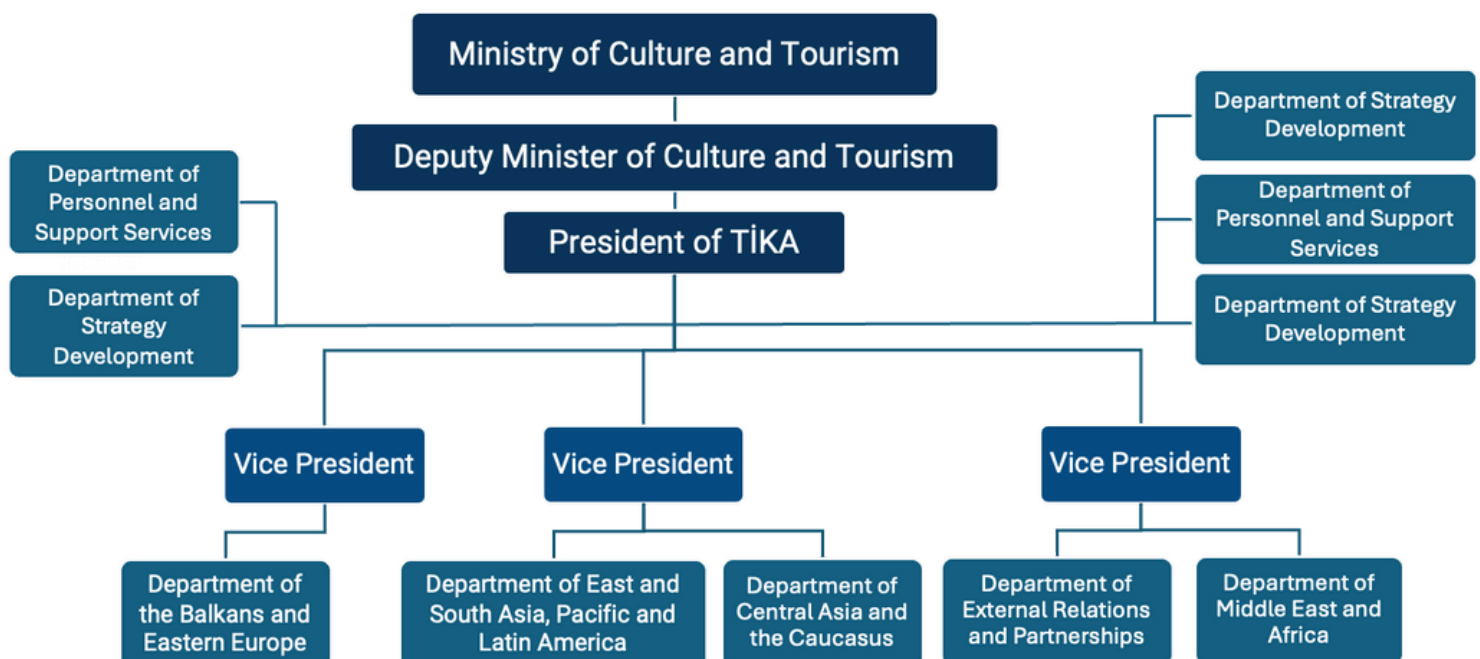 Ministry of Culture and Tourism
Deputy Minister of Culture and Tourism
President of TİKA
Department of
Personnel and
Support Services
Department of
Strategy
Development
Department of Strategy
Development
Department of
Personnel and Support
Services
Department of Strategy
Development
Vice President
Vice President
Vice President
Department of
the Balkans and
Eastern Europe
Department of East and
South Asia, Pacific and
Latin America
Department of
Central Asia and
the Caucasus
Department of
External Relations
and Partnerships
Department of
Middle East and
Africa